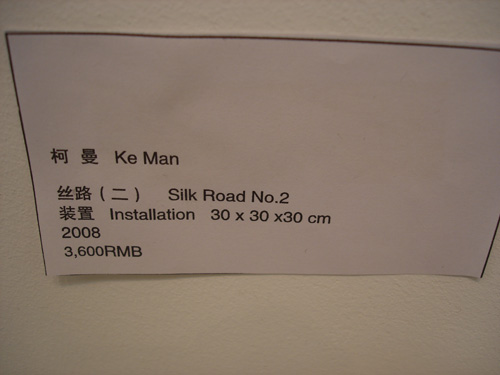 柯 曼 Ke Man
丝路(二) Silk Road No.2
装置 Installation 30 x 30 x30 cm
2008
3,600RMB